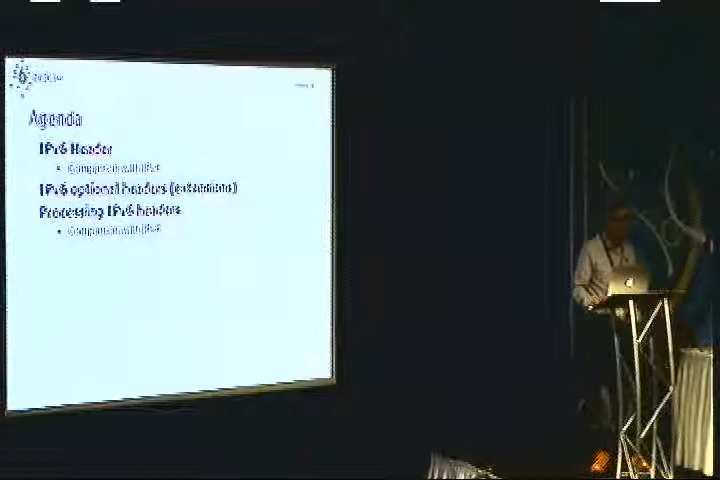 Agenda
IPv6 Header
• Comparison with IPv4
IPv6 optional headers (extensions)
Processing IPv6 headers
• Comparison with IPv4